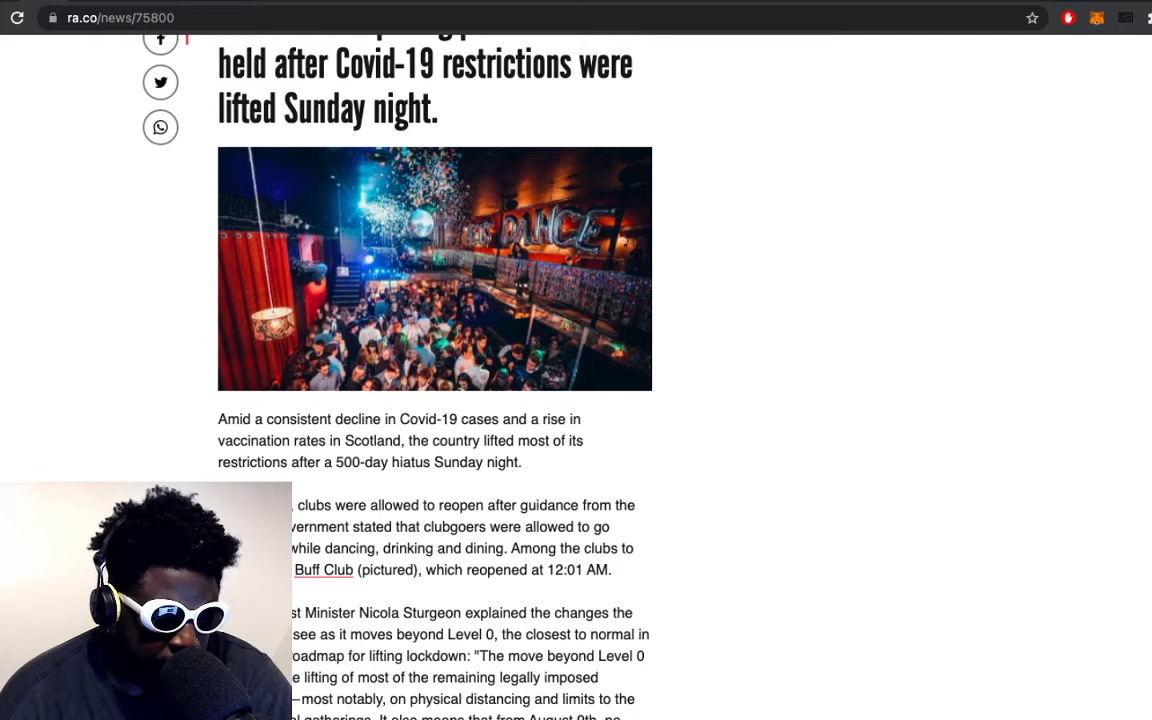 ra.co/news/75800
held after Covid-19 restrictions were
lifted Sunday night.
DANCE
Amid a consistent decline in Covid-19 cases and a rise in
vaccination rates in Scotland, the country lifted most of its
restrictions after a 500-day hiatus Sunday night.
, clubs were allowed to reopen after guidance from the
vernment stated that clubgoers were allowed to go
while dancing, drinking and dining. Among the clubs to
Buff Club (pictured), which reopened at 12:01 AM.
st Minister Nicola Sturgeon explained the changes the
see as it moves beyond Level 0, the closest to normal in
oadmap for lifting lockdown: "The move beyond Level 0
e lifting of most of the remaining legally imposed
—most notably, on physical distancing and limits to the